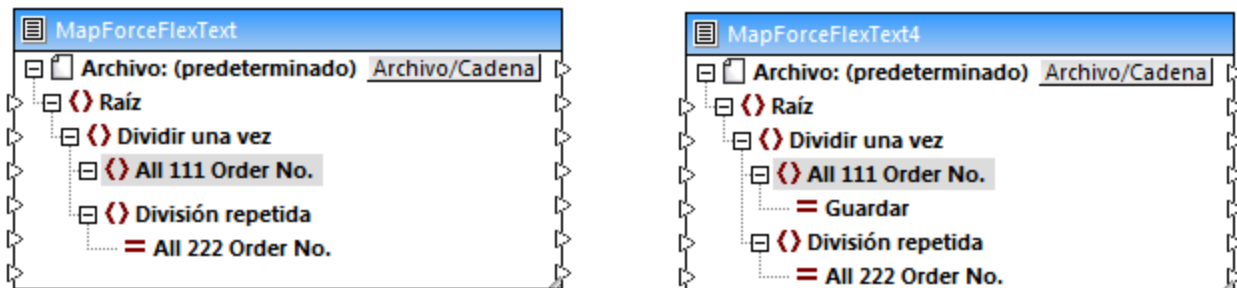 MapForceFlexText
Archivo: (predeterminado) Archivo/Cadena
Raíz
Dividir una vez
All 111 Order No.
División repetida
All 222 Order No.
MapForceFlexText4
Archivo: (predeterminado) Archivo/Cadena
Raíz
Dividir una vez
All 111 Order No.
Guardar
División repetida
All 222 Order No.